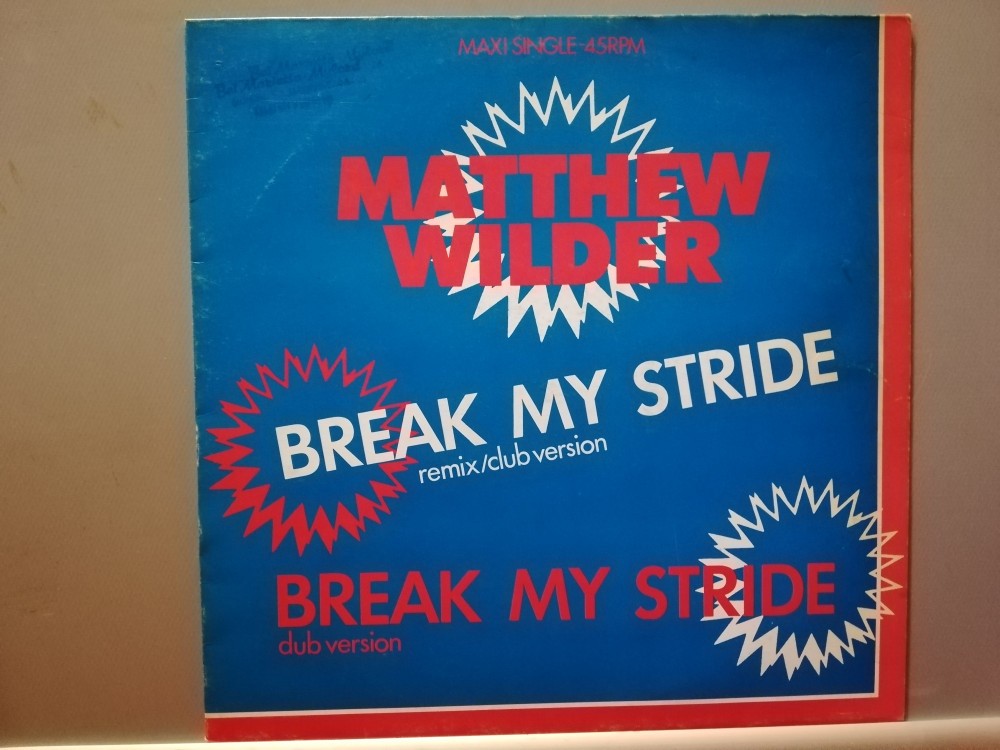 MAXI SINGLE-45RPM
MATTHEW
WILDER
BREAK MY STRIDE
remix/club version
BREAK MY STRIDE
dub version